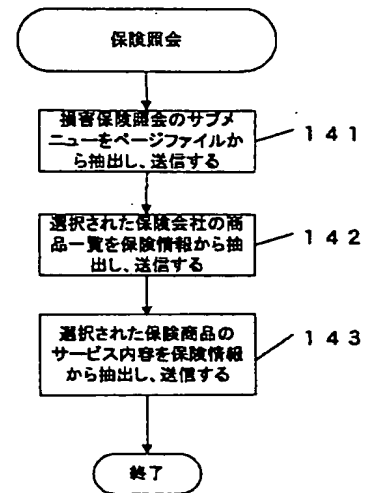 保険照会
損害保険照会のサブメ
ニューをページファイルか
ら抽出し、送信する
141
選択された保険会社の商
品一覧を保険情報から抽
出し、送信する
142
選択された保険商品の
サービス内容を保険情報
から抽出し、送信する
143
終了